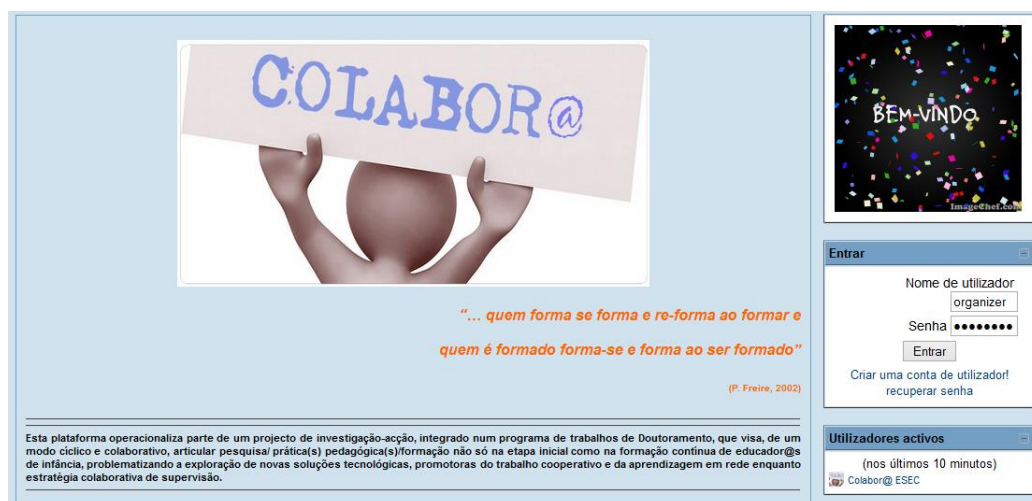 COLABOR@
“... quem forma se forma e re-forma ao formar e
quem é formado forma-se e forma ao ser formado”
(P. Freire, 2002)
Esta plataforma operacionaliza parte de um projecto de investigação-acção, integrado num programa de trabalhos de Doutoramento, que visa, de um
modo cíclico e colaborativo, articular pesquisa/ prática(s) pedagógica(s)/formação não só na etapa inicial como na formação contínua de educador@s
de infância, problematizando a exploração de novas soluções tecnológicas, promotoras do trabalho cooperativo e da aprendizagem em rede enquanto
estratégia colaborativa de supervisão.
BEM-VINDO
ImageChef.com
Entrar
Nome de utilizador
organizer
Senha ●●●●●●●●
Entrar
Criar uma conta de utilizador!
recuperar senha
Utilizadores activos
(nos últimos 10 minutos)
Colabor@ ESEC